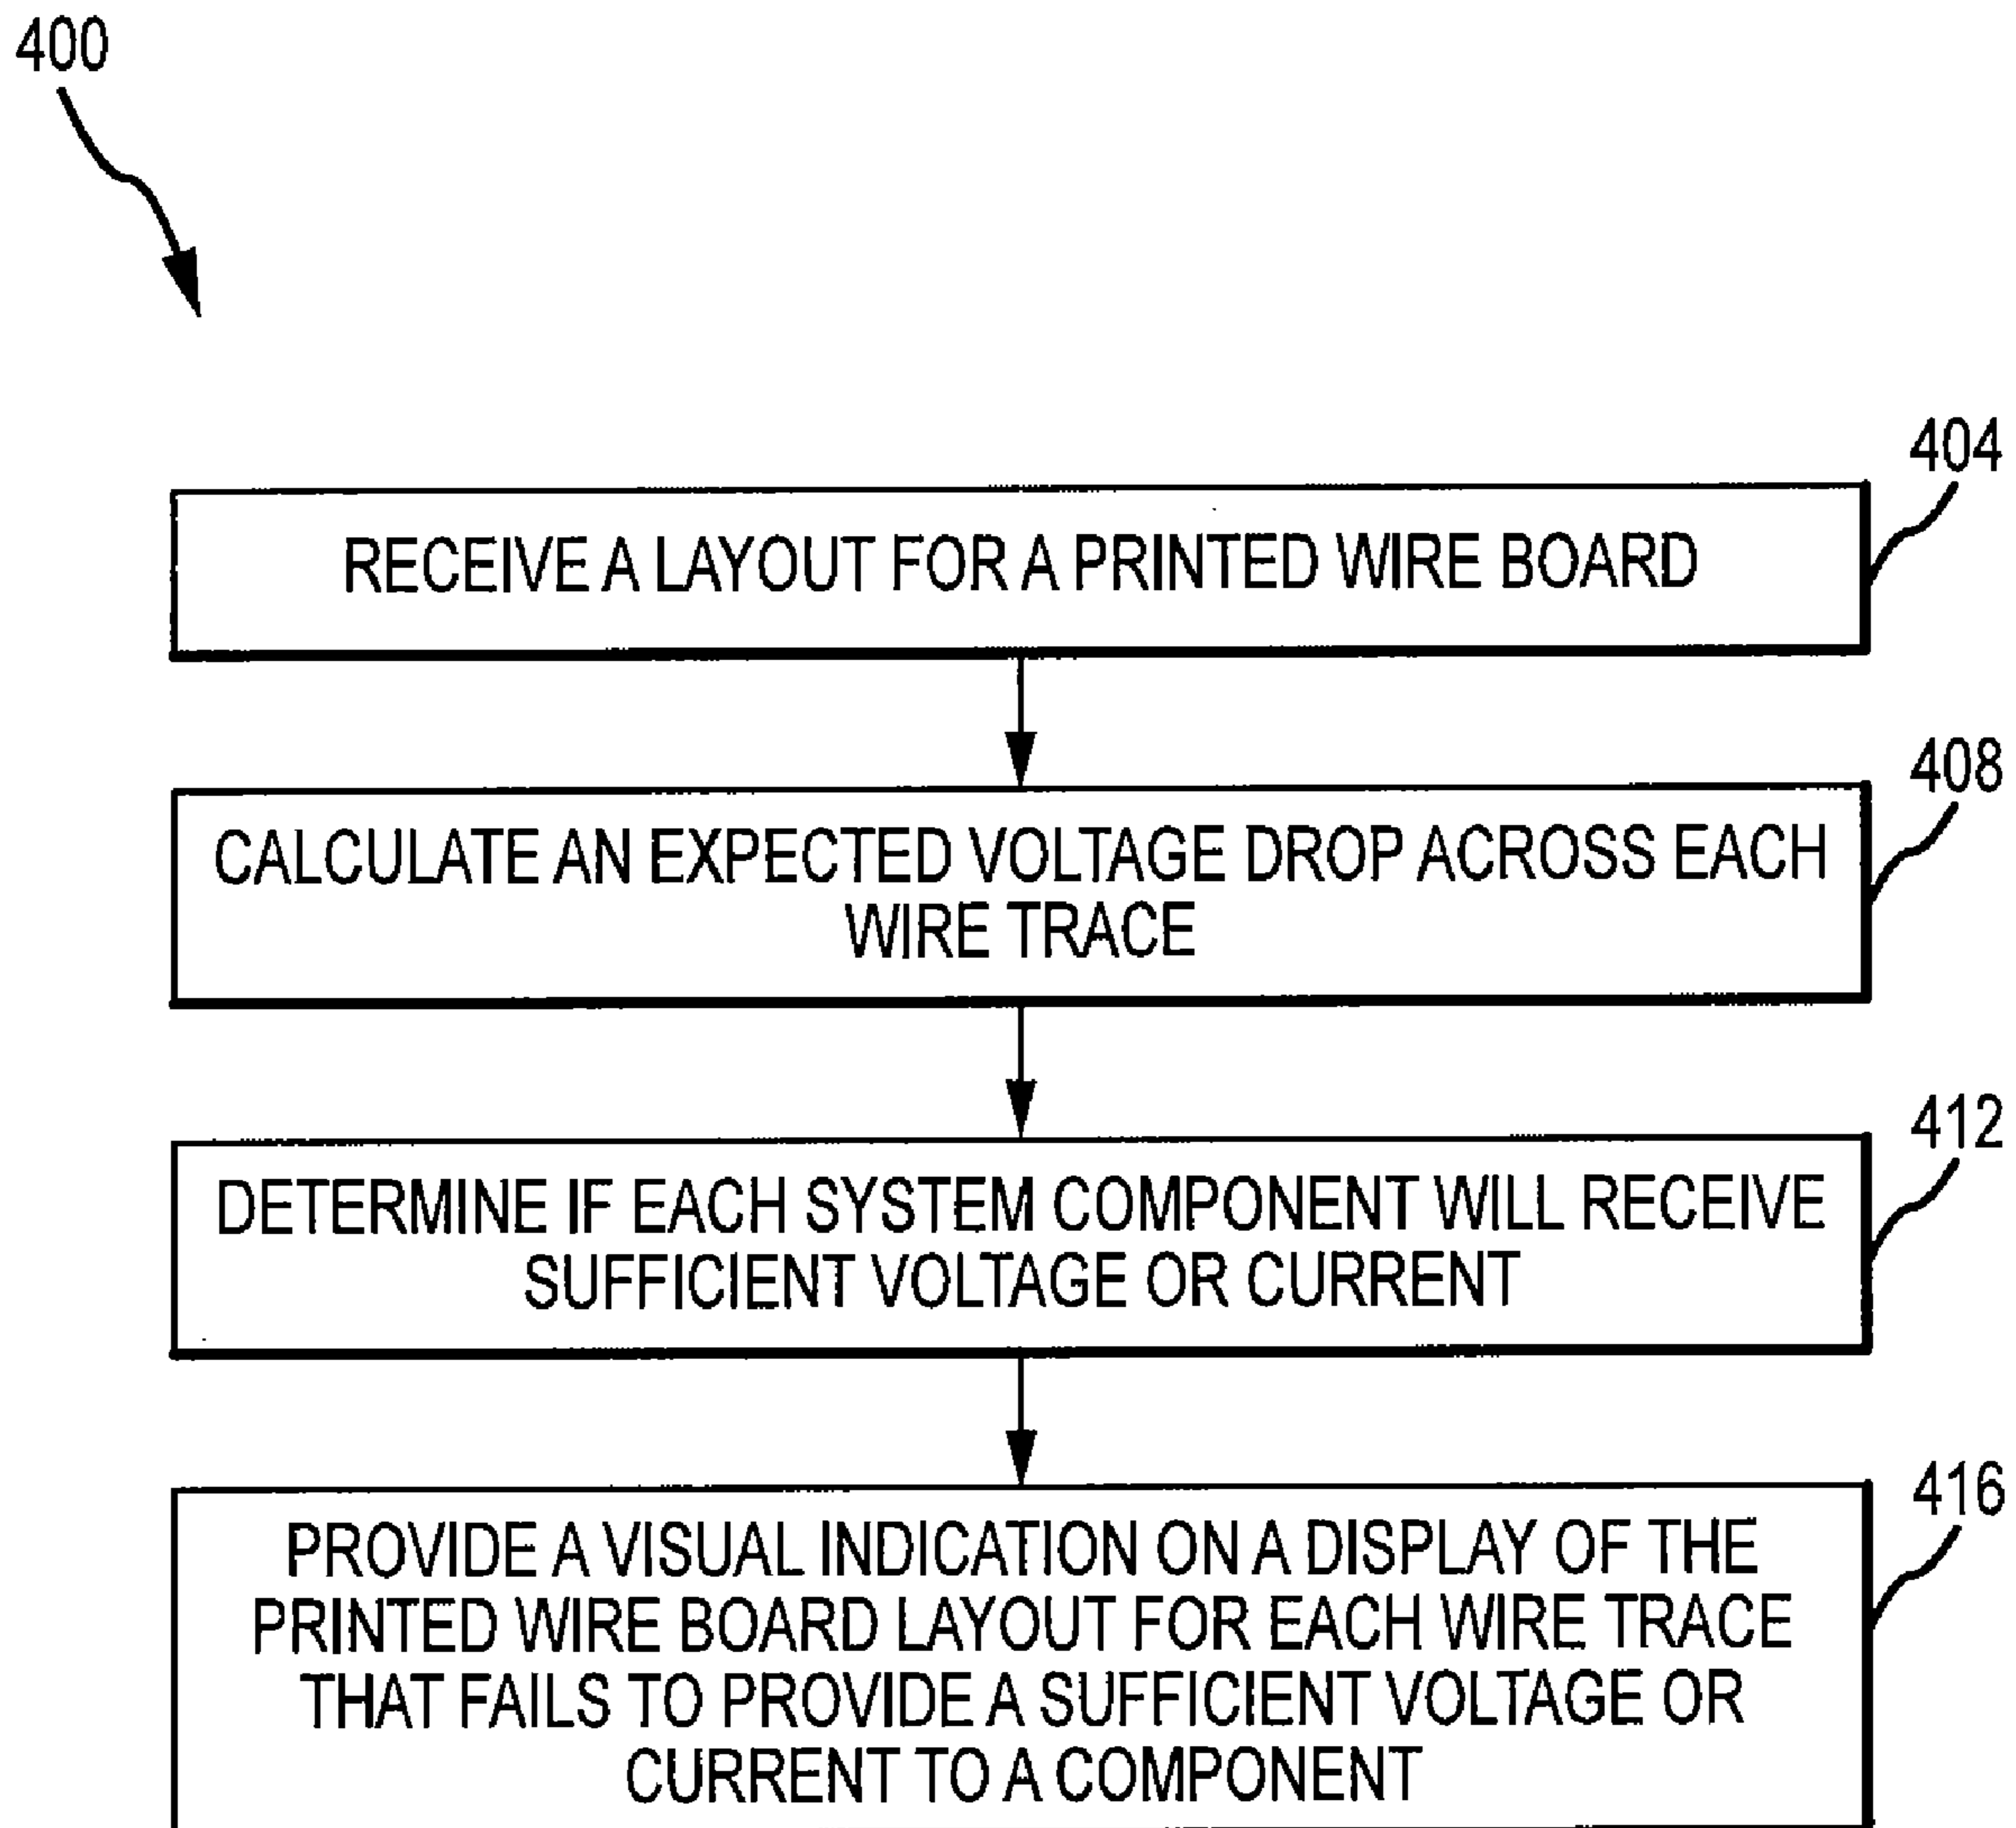 400
404
RECEIVE A LAYOUT FOR A PRINTED WIRE BOARD
408
CALCULATE AN EXPECTED VOLTAGE DROP ACROSS EACH
WIRE TRACE
412
DETERMINE IF EACH SYSTEM COMPONENT WILL RECEIVE
SUFFICIENT VOLTAGE OR CURRENT
416
PROVIDE A VISUAL INDICATION ON A DISPLAY OF THE
PRINTED WIRE BOARD LAYOUT FOR EACH WIRE TRACE
THAT FAILS TO PROVIDE A SUFFICIENT VOLTAGE OR
CURRENT TO A COMPONENT